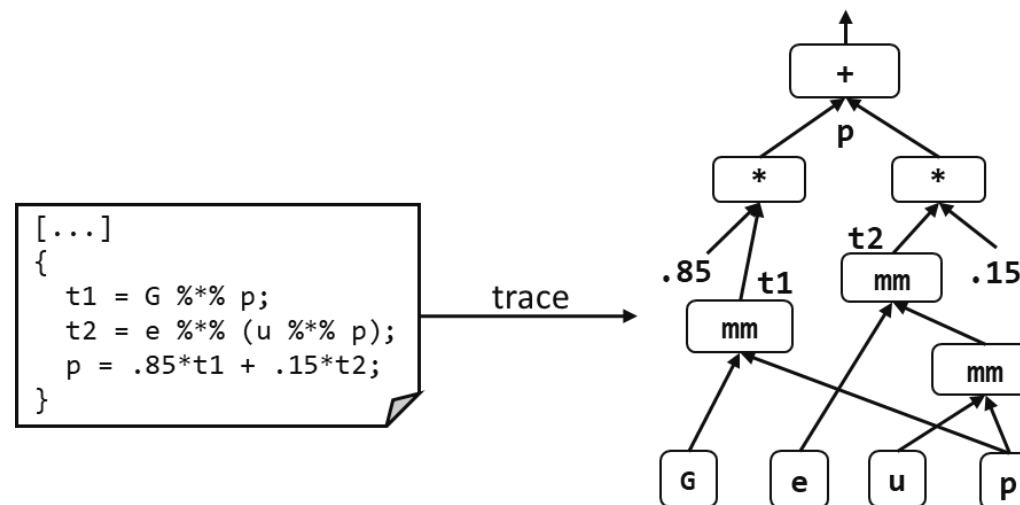 [...]
{
t1 = G %*% p;
t2 = e %*% (u %*% p);
p = .85*t1 + .15*t2;
}
trace
+
p
* *
t2
.85 t1 mm .15
mm
mm
G e u p